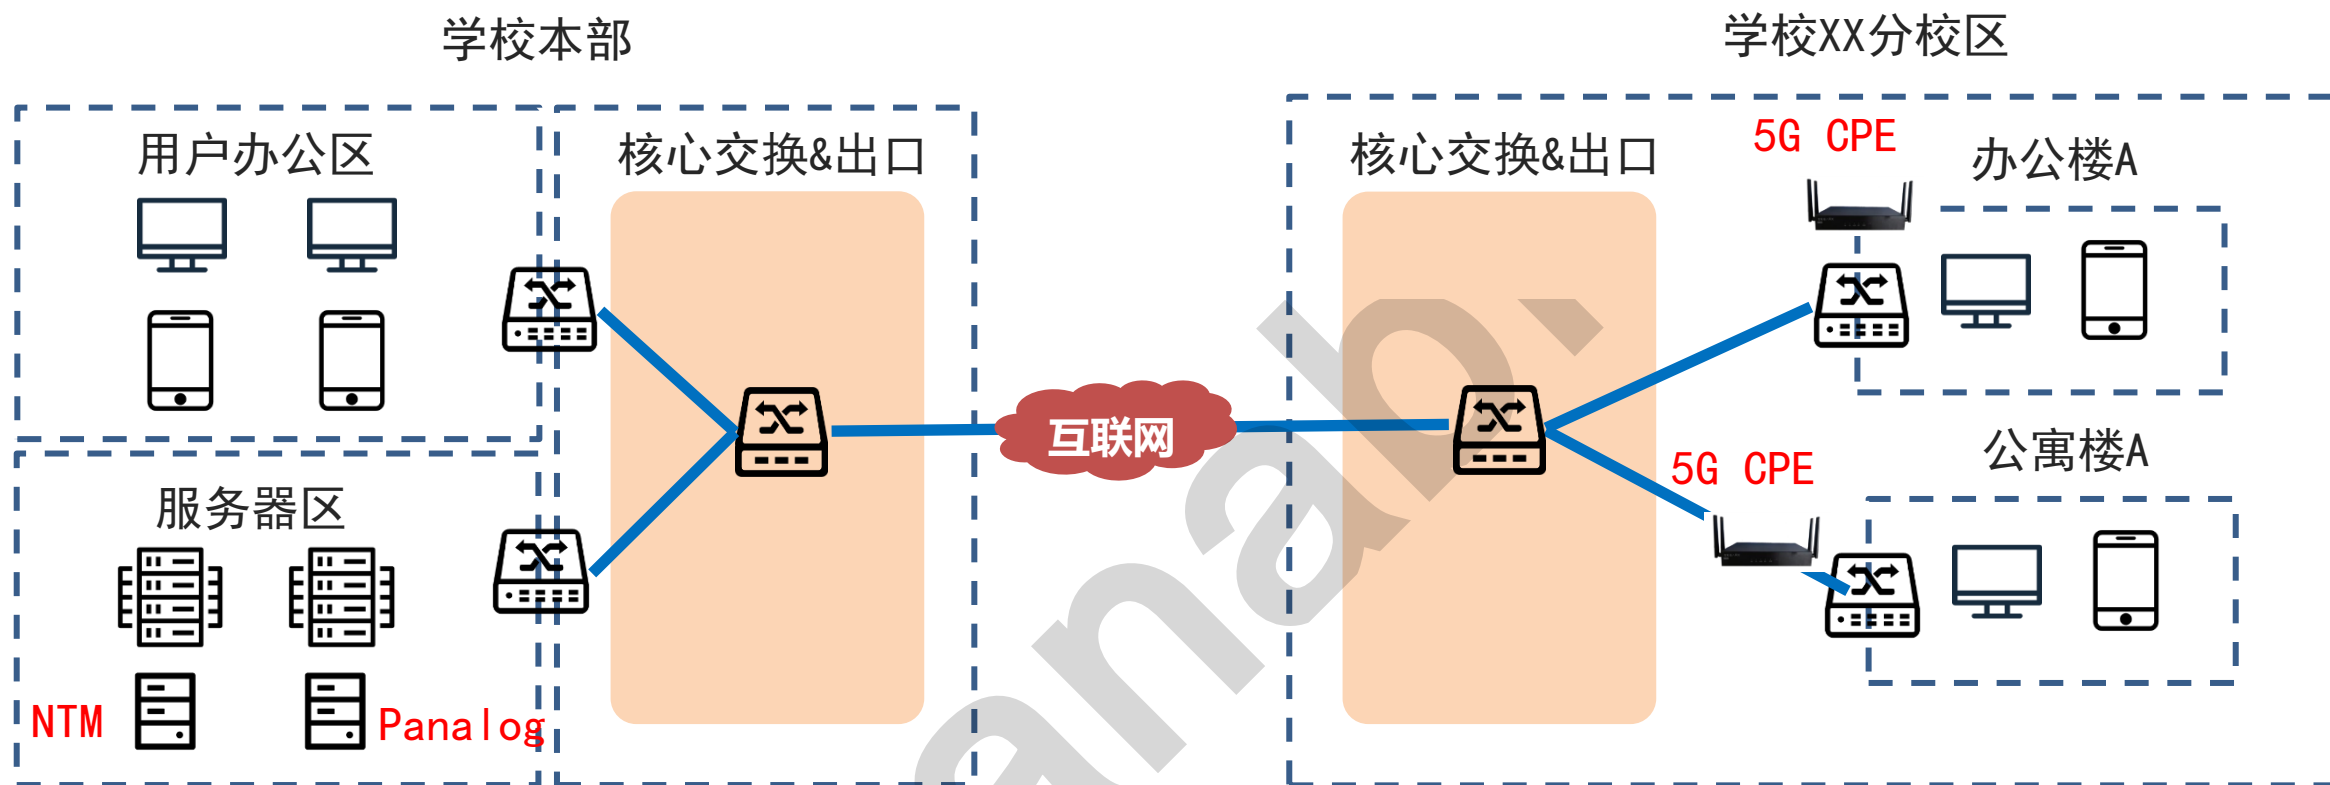 学校本部
学校XX分校区
用户办公区
核心交换&出口
核心交换&出口
5G CPE
办公楼A
互联网
5G CPE
公寓楼A
服务器区
NTM
Panalog
anab